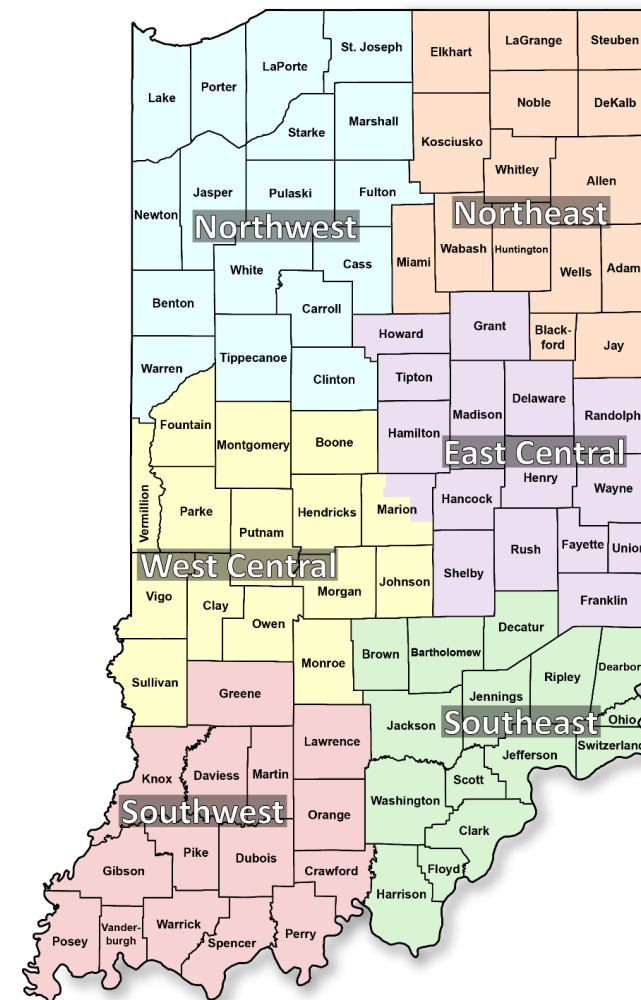 St. Joseph
Elkhart
LaGrange
Steuben
LaPorte
Porter
Lake
Noble
DeKalb
Marshall
Starke
Kosciusko
Whitley
Allen
Jasper
Pulaski
Fulton
Newton
Northwest
Northeast
Wabash
Huntington
Miami
Cass
White
Wells
Adam
Benton
Carroll
Howard
Grant
Black-
ford
Jay
Tippecanoe
Warren
Clinton
Tipton
Delaware
Madison
Randolph
Fountain
Montgomery
Boone
Hamilton
East Central
Henry
Wayne
Hancock
Vermillion
Parke
Hendricks
Marion
Putnam
Rush
Fayette
Unio
West Central
Shelby
Johnson
Morgan
Vigo
Clay
Franklin
Owen
Decatur
Brown
Bartholomew
Monroe
Ripley
Dearbor
Sullivan
Greene
Jennings
Jackson
Southeast
Ohio
Lawrence
Switzerland
Jefferson
Knox
Daviess
Martin
Scott
Washington
Southwest
Orange
Clark
Pike
Dubois
Gibson
Crawford
Floyd
Harrison
Warrick
Vander-
burgh
Perry
Posey
Spencer